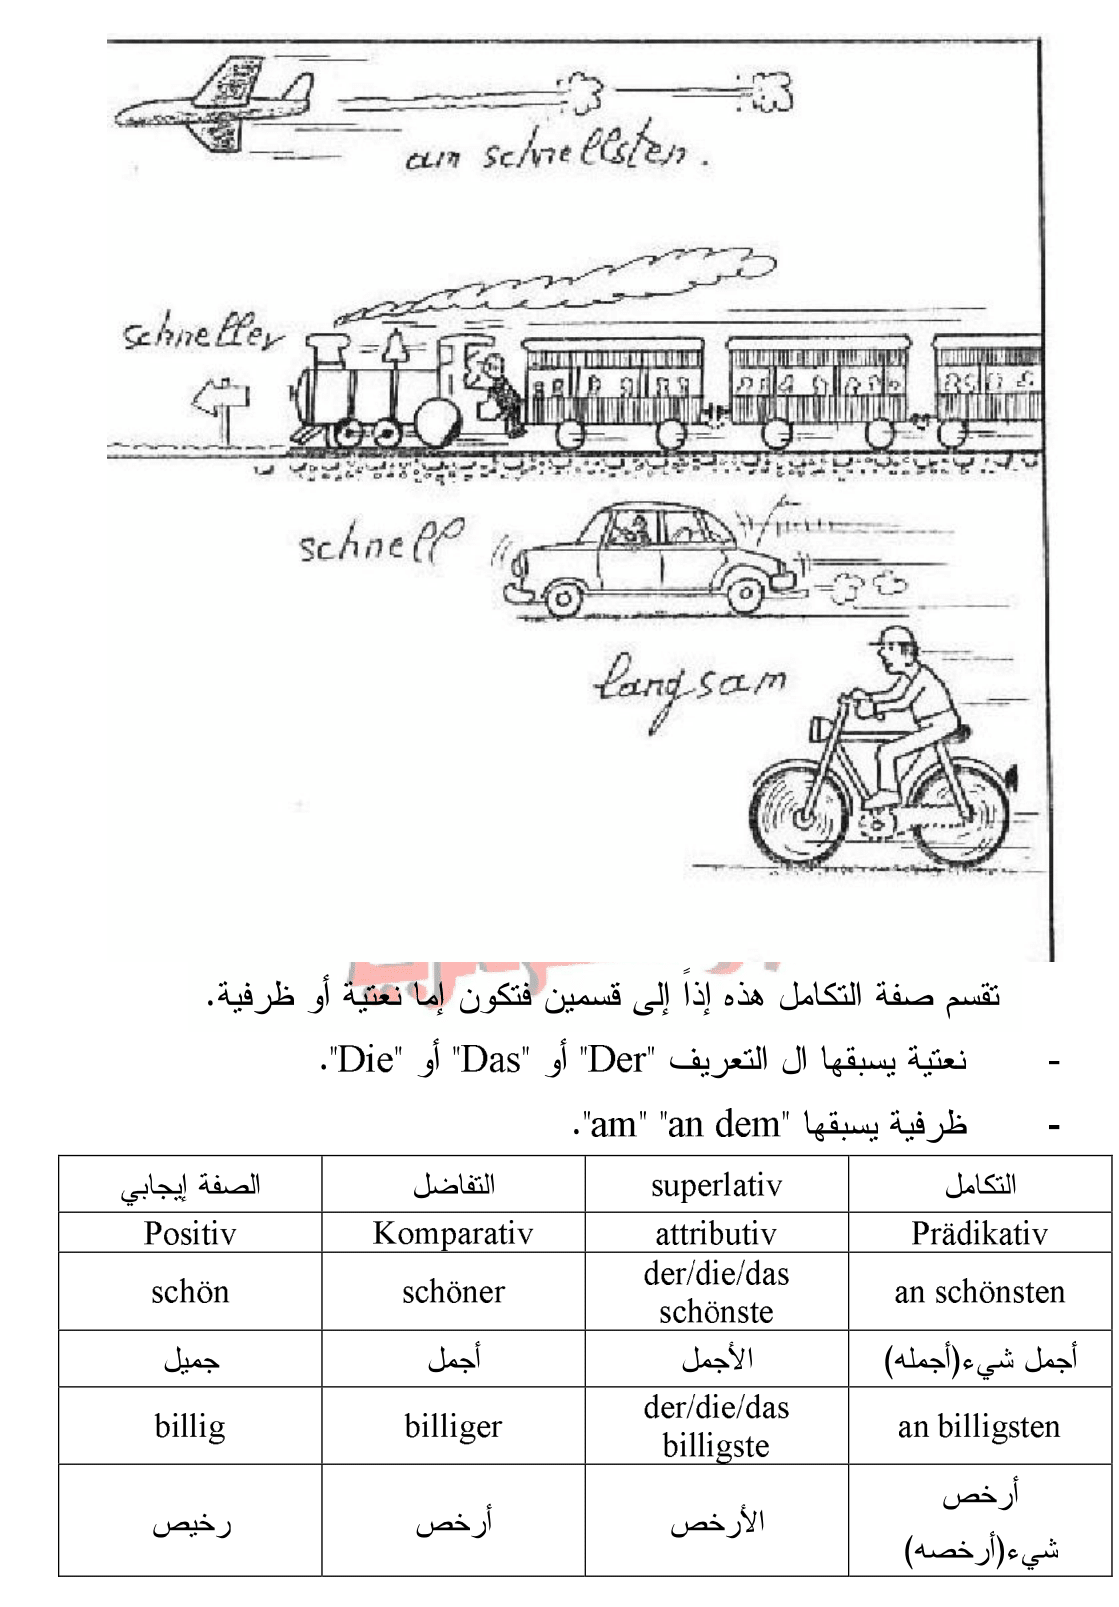 am schnellsten.
schneller
schnell
langsam
تقسم صفة التكامل هذه إذاً إلى قسمين فتكون إما نعتية أو ظرفية.
- نعتية يسبقها ال التعريف "Der" أو "Das" أو "Die".
- ظرفية يسبقها "am" "an dem".
الصفة إيجابي التفاضل superlativ التكامل
Positiv Komparativ attributiv Prädikativ
schön schöner der/die/das schönste an schönsten
جميل أجمل الأجمل أجمل شيء(أجمله)
billig billiger der/die/das billigste an billigsten
رخيص أرخص الأرخص أرخص شيء(أرخصه)